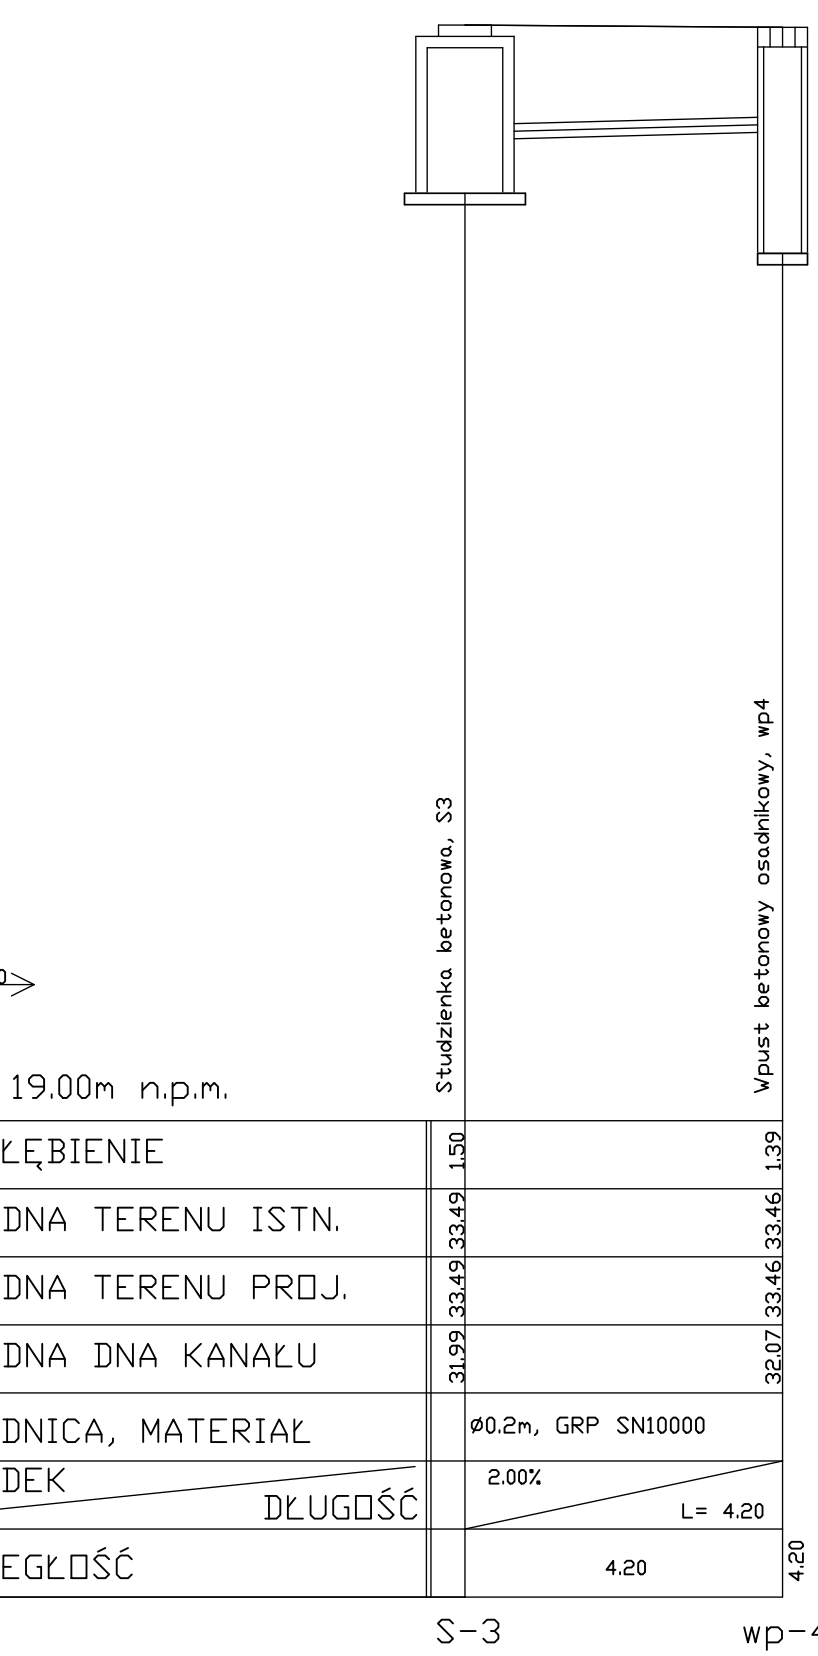 Studzienka betonowa, S3
Wpust betonowy osadnikowy, wp4
19.00m n.p.m.
ŁĘBIENIE 1.50 1.39
DNA TERENU ISTN. 33.49 33.46
DNA TERENU PROJ. 33.49 33.46
DNA DNA KANAŁU 31.99 32.07
DNICA, MATERIAŁ Ø0.2m, GRP SN10000
DEK 2.00%
DŁUGOŚĆ L= 4.20
EGŁOŚĆ 4.20 4.20
S-3 wp-4